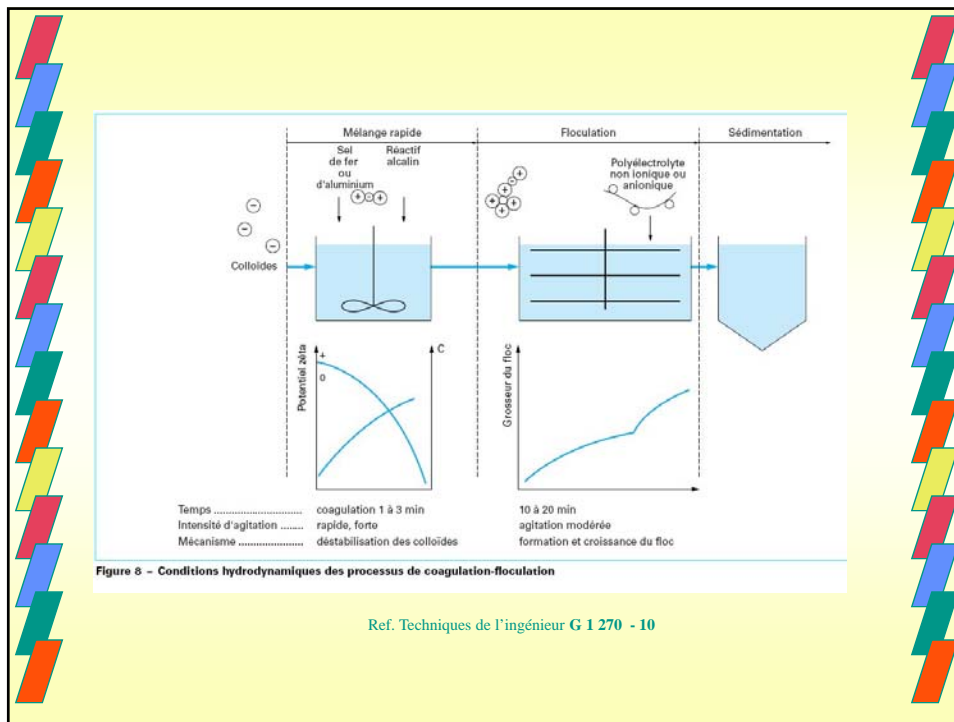 Mélange rapide
Floculation
Sédimentation
Sel
de fer
ou
d'aluminium
Réactif
alcalin
Polyélectrolyte
non ionique ou
anionique
Colloïdes
Potentiel zêta
+
0
C
Grosseur du floc
Temps .............................. coagulation 1 à 3 min 10 à 20 min
Intensité d'agitation ........ rapide, forte agitation modérée
Mécanisme ...................... déstabilisation des colloïdes formation et croissance du floc
Figure 8 – Conditions hydrodynamiques des processus de coagulation-floculation
Ref. Techniques de l'ingénieur G 1 270 - 10